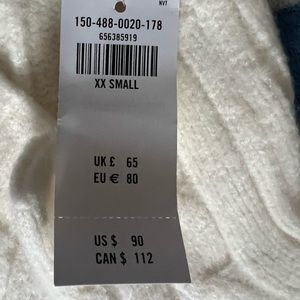 NVT
150-488-0020-178
656385919
XX SMALL
UK £ 65
EU € 80
US $ 90
CAN $ 112